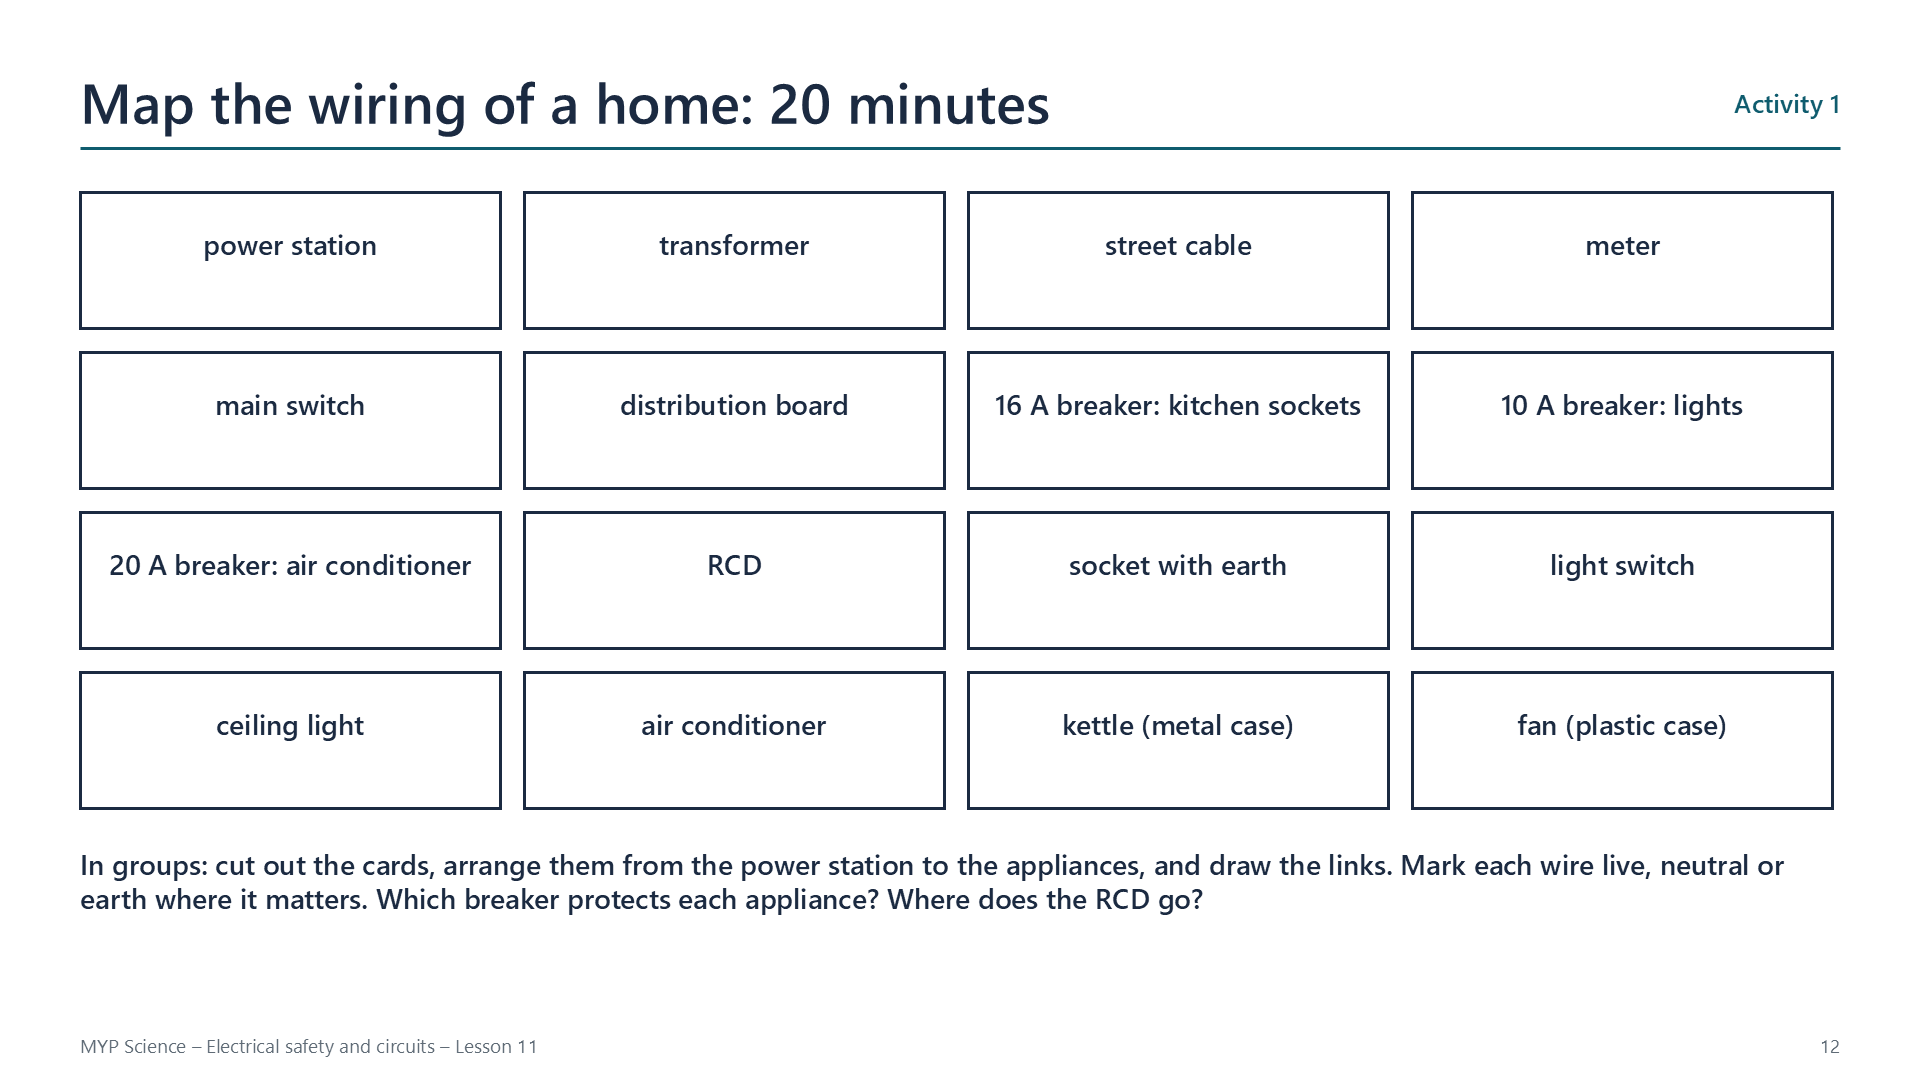 Map the wiring of a home: 20 minutes
Activity 1
power station
transformer
street cable
meter
main switch
distribution board
16 A breaker: kitchen sockets
10 A breaker: lights
20 A breaker: air conditioner
RCD
socket with earth
light switch
ceiling light
air conditioner
kettle (metal case)
fan (plastic case)
In groups: cut out the cards, arrange them from the power station to the appliances, and draw the links. Mark each wire live, neutral or
earth where it matters. Which breaker protects each appliance? Where does the RCD go?
MYP Science – Electrical safety and circuits – Lesson 11
12